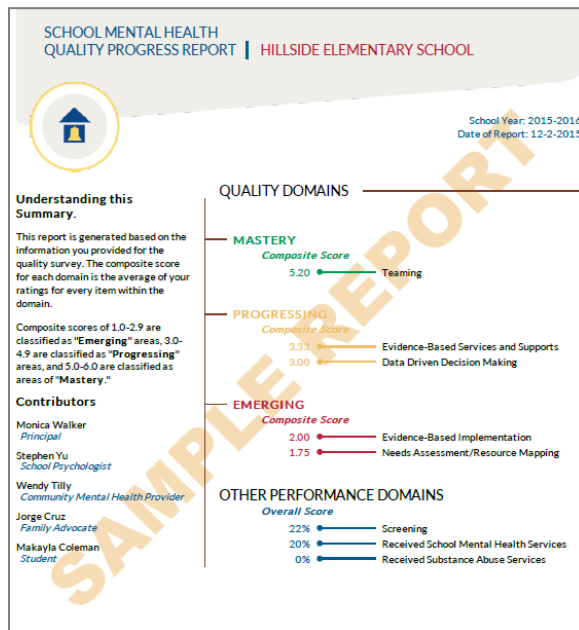 SCHOOL MENTAL HEALTH
QUALITY PROGRESS REPORT | HILLSIDE ELEMENTARY SCHOOL
School Year: 2015-2016
Date of Report: 12-2-2015
Understanding this
Summary.
This report is generated based on the
information you provided for the
quality survey. The composite score
for each domain is the average of your
ratings for every item within the
domain.
Composite scores of 1.0-2.9 are
classified as "Emerging" areas, 3.0-
4.9 are classified as "Progressing"
areas, and 5.0-6.0 are classified as
areas of "Mastery."
Contributors
Monica Walker
Principal
Stephen Yu
School Psychologist
Wendy Tilly
Community Mental Health Provider
Jorge Cruz
Family Advocate
Makayla Coleman
Student
QUALITY DOMAINS
MASTERY
Composite Score
5.20 Teaming
PROGRESSING
Composite Score
3.33 Evidence-Based Services and Supports
3.00 Data Driven Decision Making
EMERGING
Composite Score
2.00 Evidence-Based Implementation
1.75 Needs Assessment/Resource Mapping
OTHER PERFORMANCE DOMAINS
Overall Score
22% Screening
20% Received School Mental Health Services
0% Received Substance Abuse Services
SAMPLE REPORT